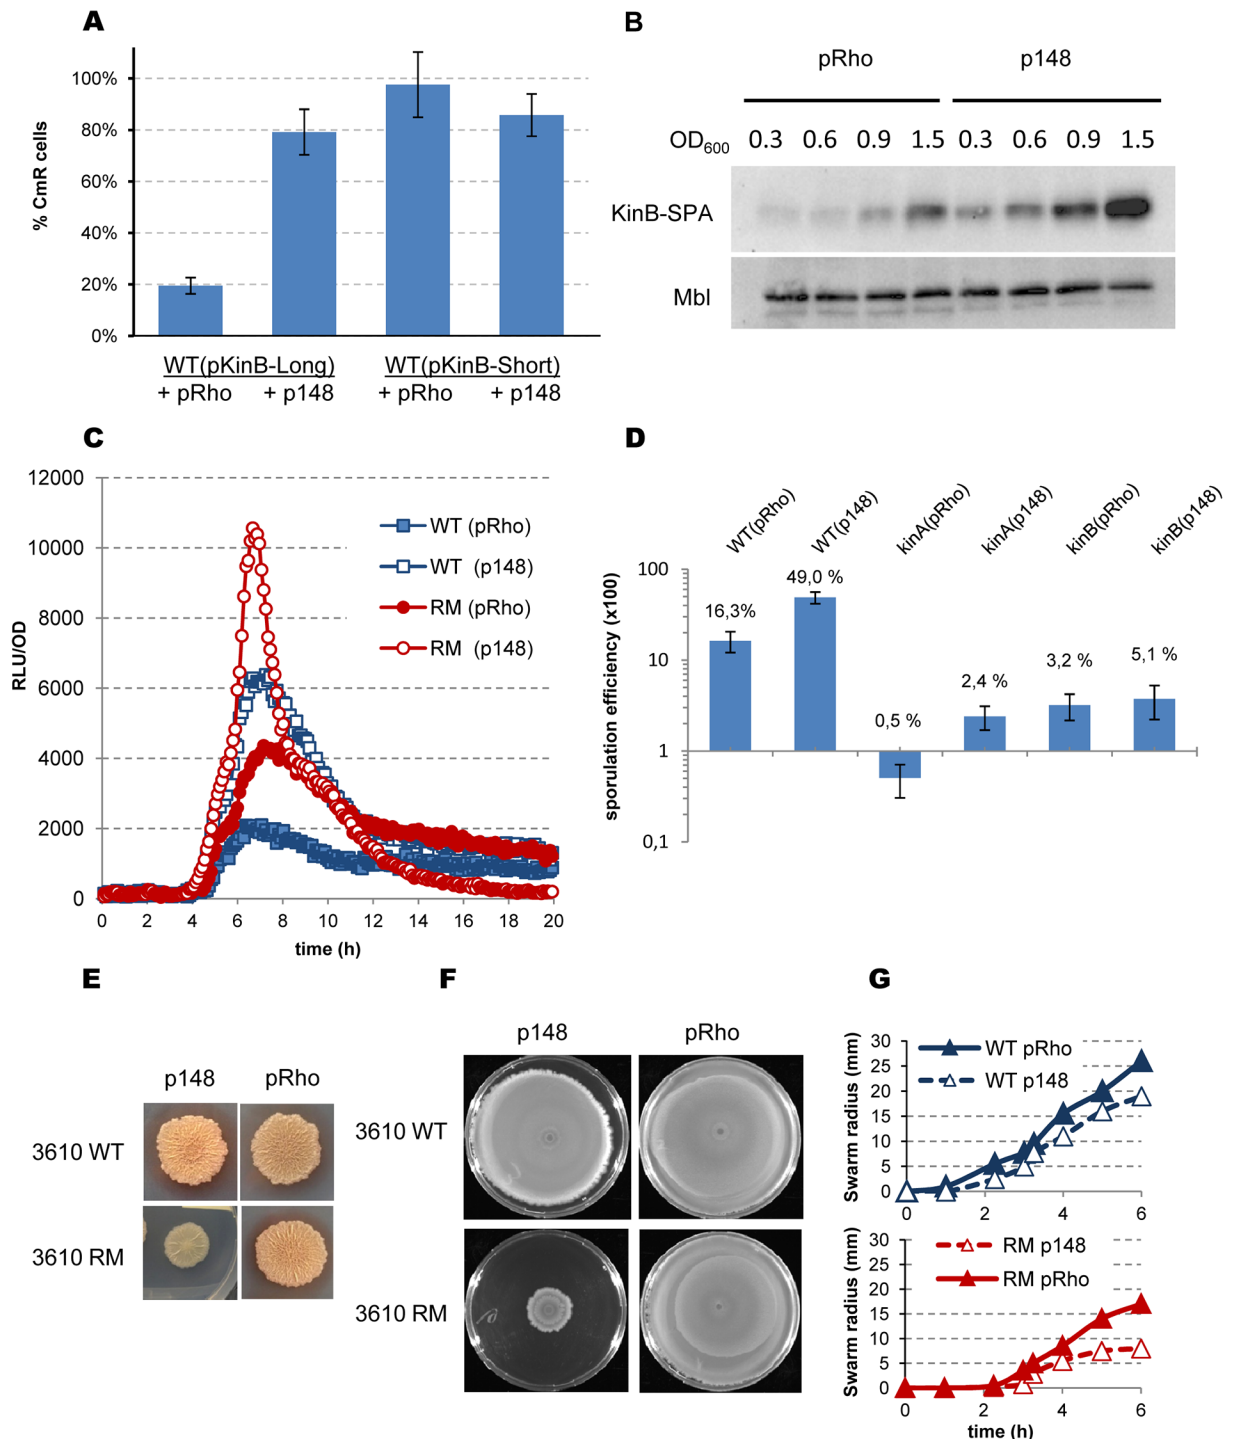 A
100%
80%
60%
40%
20%
0%
% CmR cells
WT(pKinB-Long) WT(pKinB-Short)
+ pRho + p148 + pRho + p148
B
pRho p148
OD600 0.3 0.6 0.9 1.5 0.3 0.6 0.9 1.5
KinB-SPA
Mbl
C
12000
10000
8000
6000
4000
2000
0
RLU/OD
WT (pRho)
WT (p148)
RM (pRho)
RM (p148)
0 2 4 6 8 10 12 14 16 18 20
time (h)
D
WT(pRho) WT(p148) kinA(pRho) kinA(p148) kinB(pRho) kinB(p148)
sporulation efficiency (x100)
100
10
1
0,1
16,3% 49,0 % 0,5 % 2,4 % 3,2 % 5,1 %
E
p148 pRho
3610 WT
3610 RM
F
p148 pRho
3610 WT
3610 RM
G
Swarm radius (mm)
30
25
20
15
10
5
0
WT pRho
WT p148
0 2 4 6
Swarm radius (mm)
30
25
20
15
10
5
0
RM p148
RM pRho
0 2 4 6
time (h)